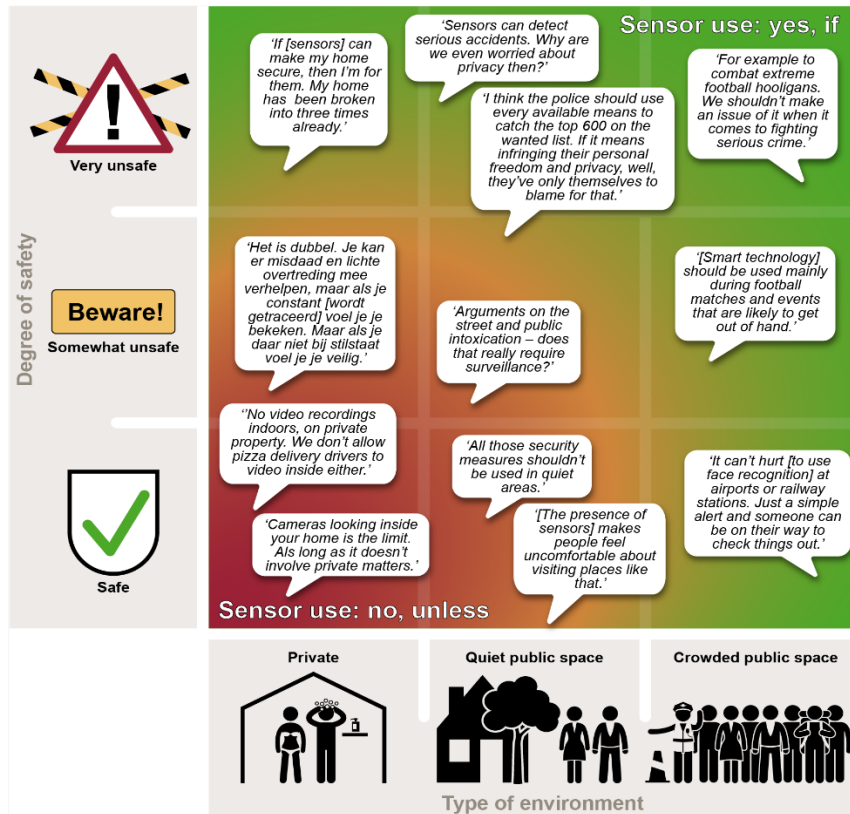 Sensor use: yes, if
‘If [sensors] can
make my home
secure, then I’m for
them. My home
has been broken
into three times
already.’
‘Sensors can detect
serious accidents. Why are
we even worried about
privacy then?’
‘For example to
combat extreme
football hooligans.
We shouldn’t make
an issue of it when it
comes to fighting
serious crime.’
‘I think the police should use
every available means to
catch the top 600 on the
wanted list. If it means
infringing their personal
freedom and privacy, well,
they’ve only themselves to
blame for that.’
Very unsafe
Degree of safety
Beware!
Somewhat unsafe
‘Het is dubbel. Je kan
er misdaad en lichte
overtreding mee
verhelpen, maar als je
constant [wordt
getraceerd] voel je je
bekeken. Maar als je
daar niet bij stilstaat
voel je je veilig.’
‘Arguments on the
street and public
intoxication – does
that really require
surveillance?’
‘[Smart technology]
should be used mainly
during football
matches and events
that are likely to get
out of hand.’
‘’No video recordings
indoors, on private
property. We don’t allow
pizza delivery drivers to
video inside either.’
‘All those security
measures shouldn’t
be used in quiet
areas.’
‘It can’t hurt [to use
face recognition] at
airports or railway
stations. Just a simple
alert and someone can
be on their way to
check things out.’
‘Cameras looking inside
your home is the limit.
Als long as it doesn’t
involve private matters.’
‘[The presence of
sensors] makes
people feel
uncomfortable about
visiting places like
that.’
Safe
Sensor use: no, unless
Private
Quiet public space
Crowded public space
Type of environment